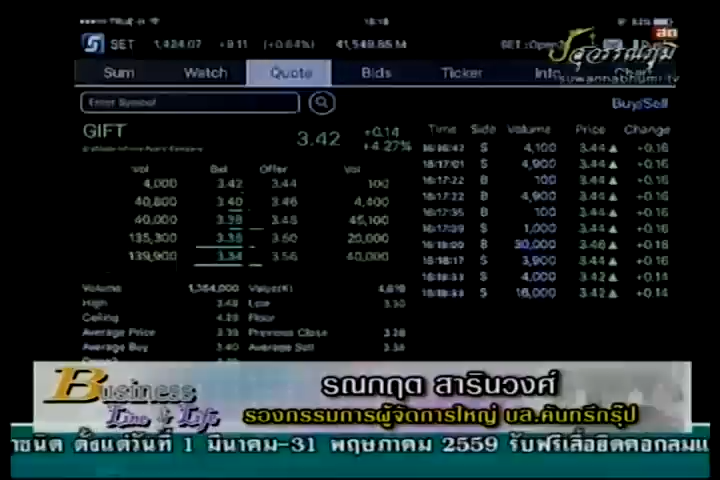 SET 1,424.07 +9.11 (+0.64%) 41,549.86 M SET : Open
สด
สุวรรณภูมิ
suwannabhumi.tv
Sum Watch Quote Bids Ticker Info Chart
Enter Symbol Buy/Sell
GIFT 3.42 +0.14 +4.27%
Time Side Volume Price Change
S 4,100 3.44 +0.16
S 4,900 3.44 +0.16
B 100 3.44 +0.16
B 4,900 3.44 +0.16
B 100 3.44 +0.16
S 1,000 3.44 +0.16
B 30,000 3.46 +0.18
S 3,900 3.44 +0.16
S 4,000 3.42 +0.14
S 16,000 3.42 +0.14
Vol Bid Offer Vol
4,000 3.42 3.44 100
40,800 3.40 3.46 4,400
40,000 3.38 3.48 45,100
135,300 3.36 3.50 20,000
139,900 3.34 3.56 40,000
Volume Value(K)
High Low 3.30
Ceiling Floor
Average Price Previous Close 3.28
Average Buy 3.40 Average Sell
Business
Line & Life
รณกฤต สารินวงศ์
รองกรรมการผู้จัดการใหญ่ บล.คันทรี่กรุ๊ป
ตั้งแต่วันที่ 1 มีนาคม-31 พฤษภาคม 2559 รับฟรีเสื้อยืดคอกลม